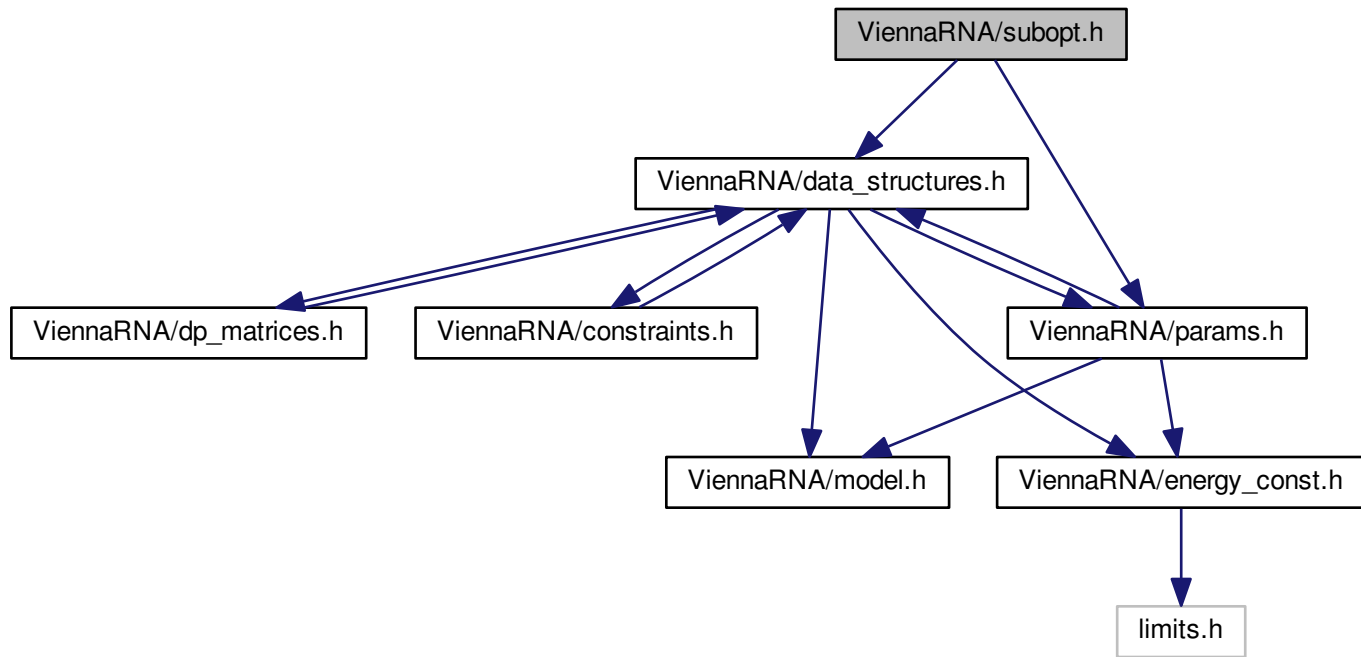 ViennaRNA/subopt.h
ViennaRNA/data_structures.h
ViennaRNA/dp_matrices.h
ViennaRNA/constraints.h
ViennaRNA/params.h
ViennaRNA/model.h
ViennaRNA/energy_const.h
limits.h